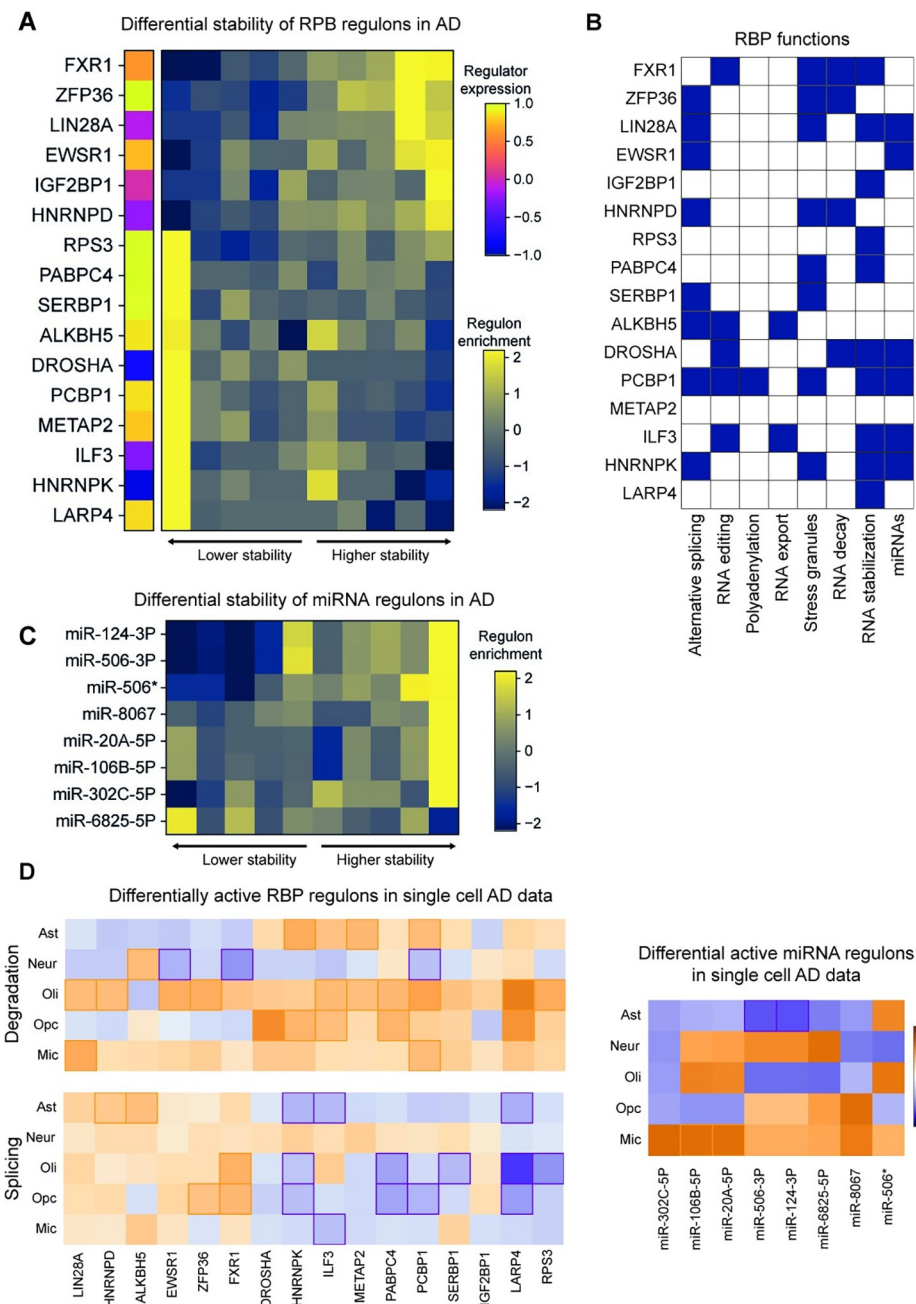 A
Differential stability of RPB regulons in AD
FXR1
ZFP36
LIN28A
EWSR1
IGF2BP1
HNRNPD
RPS3
PABPC4
SERBP1
ALKBH5
DROSHA
PCBP1
METAP2
ILF3
HNRNPK
LARP4
Lower stability
Higher stability
Regulator
expression
1.0
0.5
0.0
−0.5
−1.0
Regulon
enrichment
2
1
0
−1
−2
B
RBP functions
FXR1
ZFP36
LIN28A
EWSR1
IGF2BP1
HNRNPD
RPS3
PABPC4
SERBP1
ALKBH5
DROSHA
PCBP1
METAP2
ILF3
HNRNPK
LARP4
Alternative splicing
RNA editing
Polyadenylation
RNA export
Stress granules
RNA decay
RNA stabilization
miRNAs
C
Differential stability of miRNA regulons in AD
miR-124-3P
miR-506-3P
miR-506*
miR-8067
miR-20A-5P
miR-106B-5P
miR-302C-5P
miR-6825-5P
Lower stability
Higher stability
Regulon
enrichment
2
1
0
−1
−2
D
Differentially active RBP regulons in single cell AD data
Degradation
Ast
Neur
Oli
Opc
Mic
Splicing
Ast
Neur
Oli
Opc
Mic
LIN28A
HNRNPD
ALKBH5
EWSR1
ZFP36
FXR1
DROSHA
HNRNPK
ILF3
METAP2
PABPC4
PCBP1
SERBP1
IGF2BP1
LARP4
RPS3
Differential active miRNA regulons
in single cell AD data
Ast
Neur
Oli
Opc
Mic
miR-302C-5P
miR-106B-5P
miR-20A-5P
miR-506-3P
miR-124-3P
miR-6825-5P
miR-8067
miR-506*